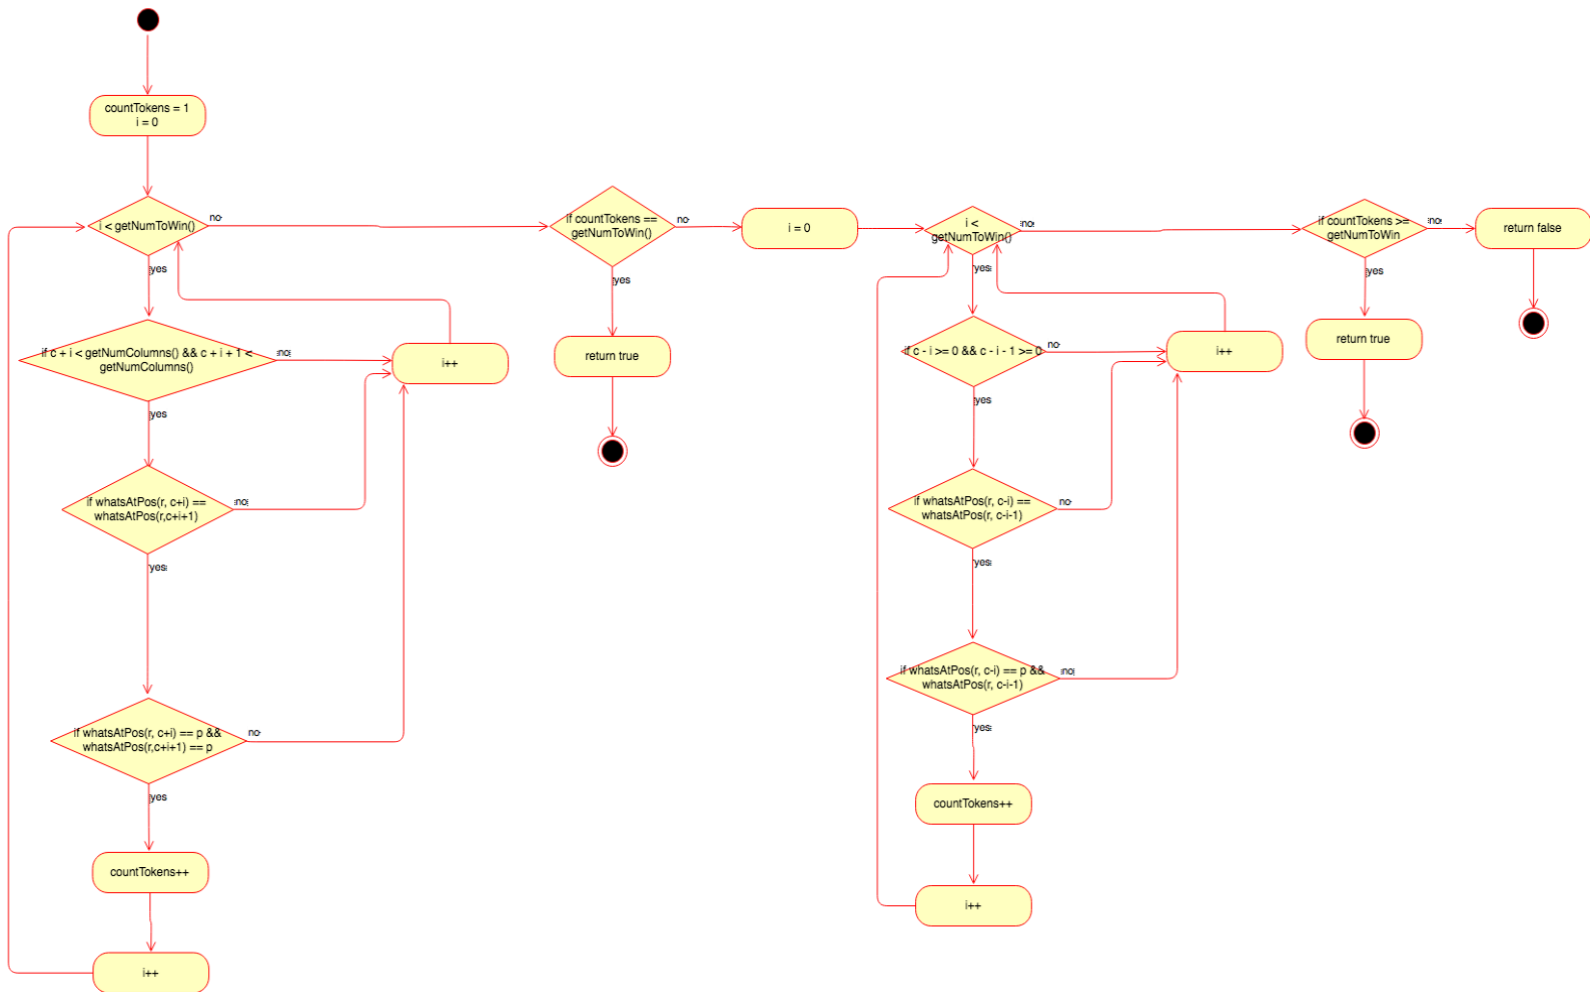 countTokens = 1
i = 0
i < getNumToWin()
no
yes
if c + i < getNumColumns() && c + i + 1 <
getNumColumns()
no
yes
i++
if whatsAtPos(r, c+i) ==
whatsAtPos(r,c+i+1)
no
yes
if whatsAtPos(r, c+i) == p &&
whatsAtPos(r,c+i+1) == p
no
yes
countTokens++
i++
if countTokens ==
getNumToWin()
no
yes
return true
i = 0
i <
getNumToWin()
no
yes
if c - i >= 0 && c - i - 1 >= 0
no
yes
i++
if whatsAtPos(r, c-i) ==
whatsAtPos(r, c-i-1)
no
yes
if whatsAtPos(r, c-i) == p &&
whatsAtPos(r, c-i-1)
no
yes
countTokens++
i++
if countTokens >=
getNumToWin
no
yes
return true
return false